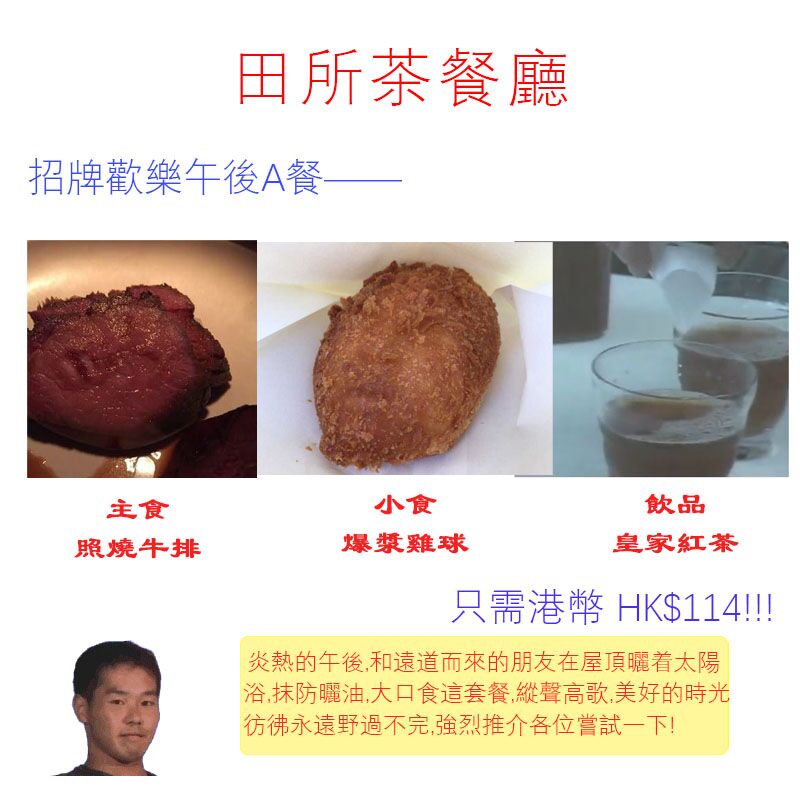 田所茶餐廳
招牌歡樂午後A餐——
主食
照燒牛排
小食
爆漿雞球
飲品
皇家紅茶
只需港幣 HK$114!!!
炎熱的午後,和遠道而來的朋友在屋頂曬着太陽
浴,抹防曬油,大口食這套餐,縱聲高歌,美好的時光
彷彿永遠野過不完,強烈推介各位嘗試一下!